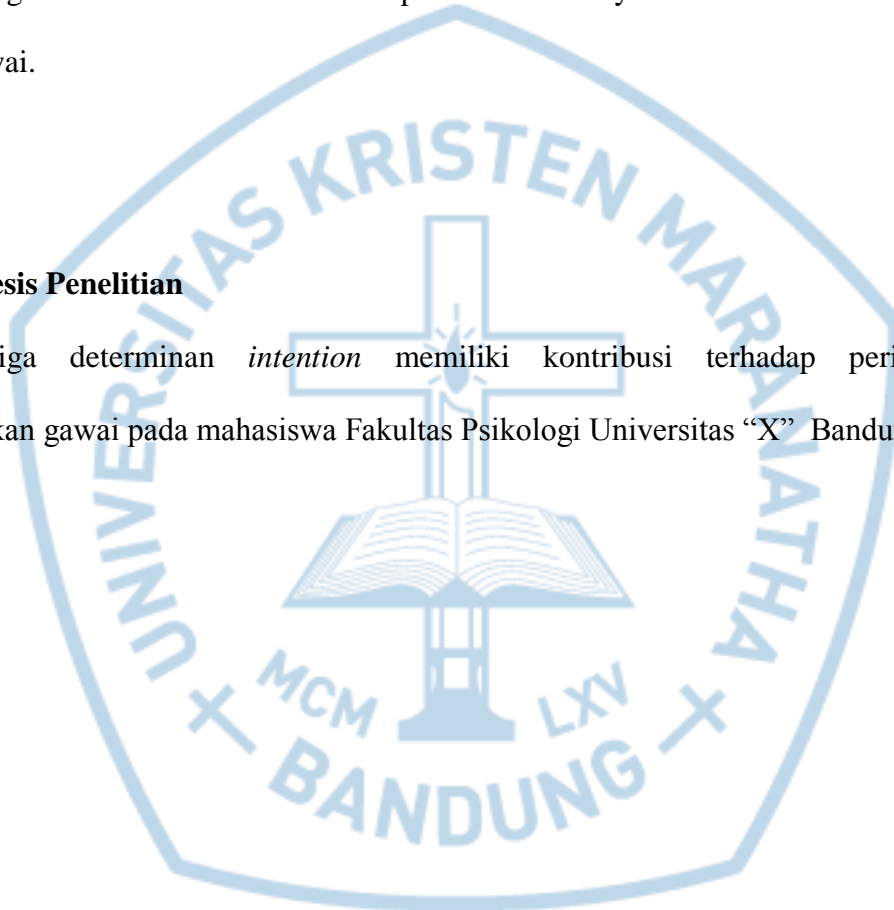 wai.
UNIVERSITAS KRISTEN MARANATHA
esis Penelitian
iga determinan intention memiliki kontribusi terhadap peri
kan gawai pada mahasiswa Fakultas Psikologi Universitas “X” Bandu
MCM LXV
BANDUNG